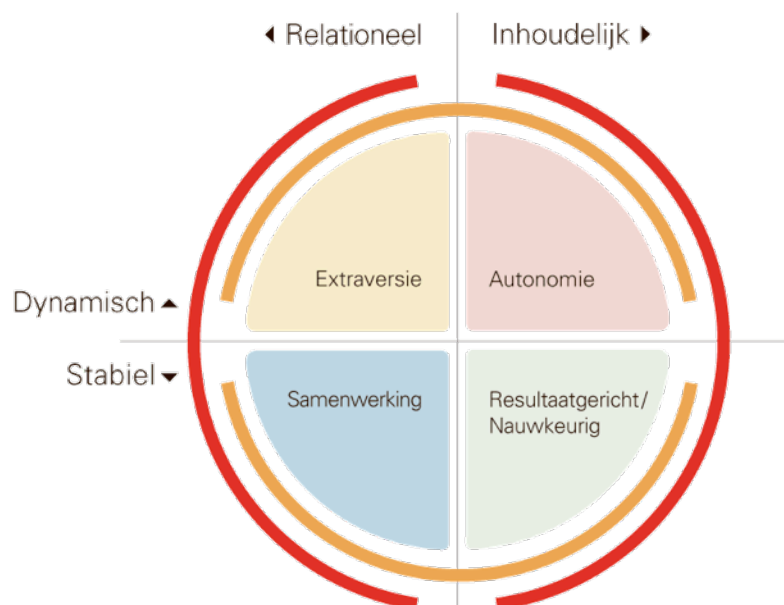 Relationeel
Inhoudelijk
Extraversie
Autonomie
Dynamisch
Stabiel
Samenwerking
Resultaatgericht/
Nauwkeurig